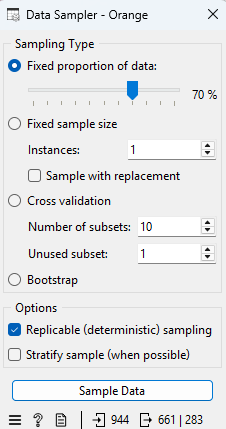 Data Sampler - Orange
Sampling Type
Fixed proportion of data:
70 %
Fixed sample size
Instances: 1
Sample with replacement
Cross validation
Number of subsets: 10
Unused subset: 1
Bootstrap
Options
Replicable (deterministic) sampling
Stratify sample (when possible)
Sample Data
? 944 661 | 283